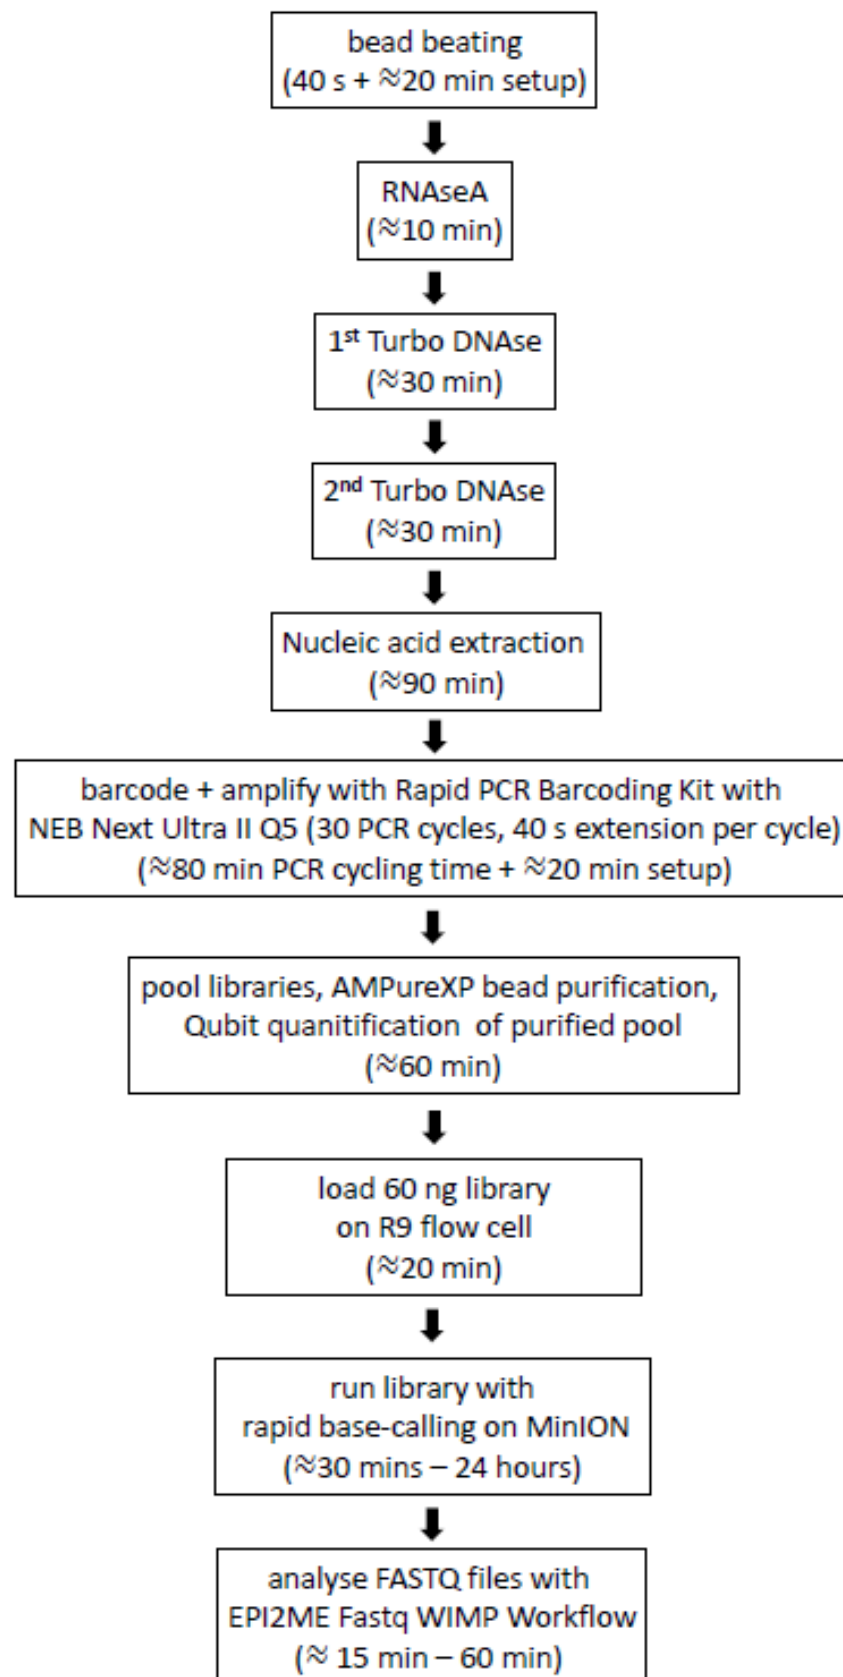 bead beating
(40 s + ≈20 min setup)
RNAseA
(≈10 min)
1st Turbo DNAse
(≈30 min)
2nd Turbo DNAse
(≈30 min)
Nucleic acid extraction
(≈90 min)
barcode + amplify with Rapid PCR Barcoding Kit with
NEB Next Ultra II Q5 (30 PCR cycles, 40 s extension per cycle)
(≈80 min PCR cycling time + ≈20 min setup)
pool libraries, AMPureXP bead purification,
Qubit quanitification of purified pool
(≈60 min)
load 60 ng library
on R9 flow cell
(≈20 min)
run library with
rapid base-calling on MinION
(≈30 mins – 24 hours)
analyse FASTQ files with
EPI2ME Fastq WIMP Workflow
(≈ 15 min – 60 min)